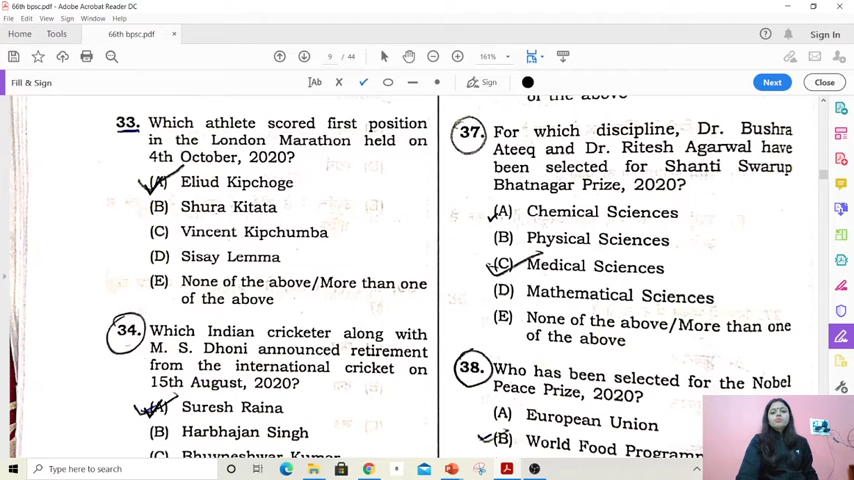 66th bpsc.pdf - Adobe Acrobat Reader DC
File Edit View Sign Window Help
Home Tools 66th bpsc.pdf × Sign In
9 / 44 161%
Fill & Sign Ab Sign Next Close
33. Which athlete scored first position
in the London Marathon held on
4th October, 2020?
(A) Eliud Kipchoge
(B) Shura Kitata
(C) Vincent Kipchumba
(D) Sisay Lemma
(E) None of the above/More than one
of the above
34. Which Indian cricketer along with
M. S. Dhoni announced retirement
from the international cricket on
15th August, 2020?
(A) Suresh Raina
(B) Harbhajan Singh
(C) Bhuvneshwar Kumar
of the above
37. For which discipline, Dr. Bushra
Ateeq and Dr. Ritesh Agarwal have
been selected for Shanti Swarup
Bhatnagar Prize, 2020?
(A) Chemical Sciences
(B) Physical Sciences
(C) Medical Sciences
(D) Mathematical Sciences
(E) None of the above/More than one
of the above
38. Who has been selected for the Nobel
Peace Prize, 2020?
(A) European Union
(B) World Food Programm
Type here to search